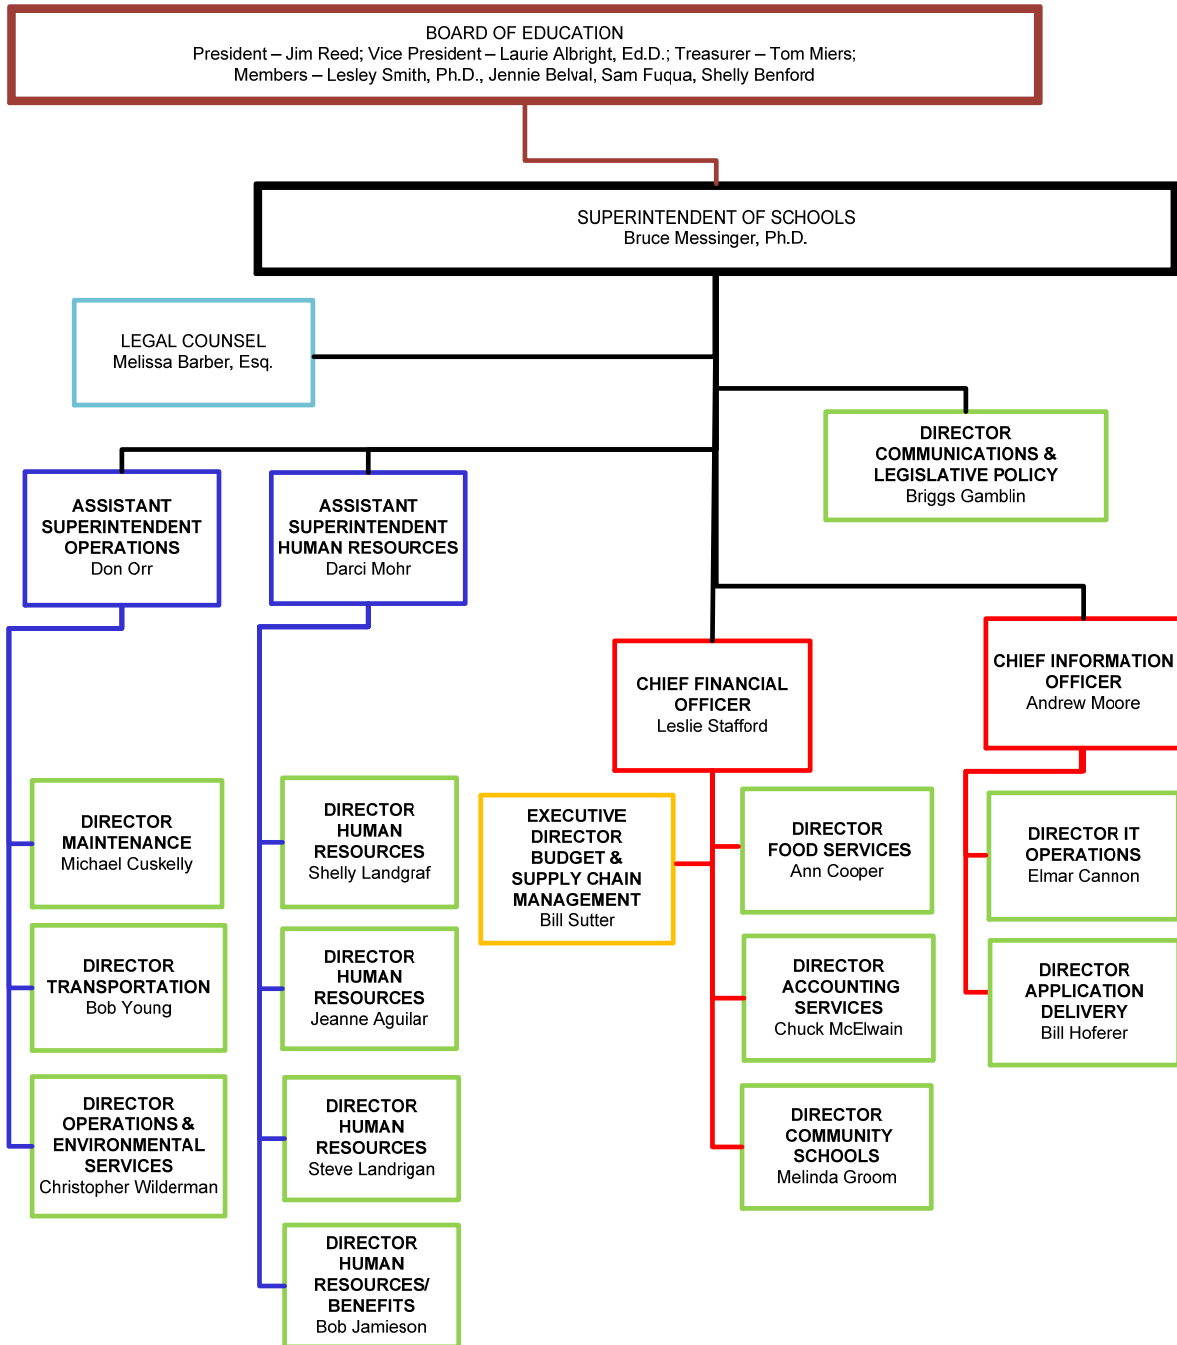 BOARD OF EDUCATION
President – Jim Reed; Vice President – Laurie Albright, Ed.D.; Treasurer – Tom Miers;
Members – Lesley Smith, Ph.D., Jennie Belval, Sam Fuqua, Shelly Benford
SUPERINTENDENT OF SCHOOLS
Bruce Messinger, Ph.D.
LEGAL COUNSEL
Melissa Barber, Esq.
DIRECTOR
COMMUNICATIONS &
LEGISLATIVE POLICY
Briggs Gamblin
ASSISTANT
SUPERINTENDENT
OPERATIONS
Don Orr
ASSISTANT
SUPERINTENDENT
HUMAN RESOURCES
Darci Mohr
CHIEF FINANCIAL
OFFICER
Leslie Stafford
CHIEF INFORMATION
OFFICER
Andrew Moore
DIRECTOR
MAINTENANCE
Michael Cuskelly
DIRECTOR
TRANSPORTATION
Bob Young
DIRECTOR
OPERATIONS &
ENVIRONMENTAL
SERVICES
Christopher Wilderman
DIRECTOR
HUMAN
RESOURCES
Shelly Landgraf
DIRECTOR
HUMAN
RESOURCES
Jeanne Aguilar
DIRECTOR
HUMAN
RESOURCES
Steve Landrigan
DIRECTOR
HUMAN
RESOURCES/
BENEFITS
Bob Jamieson
EXECUTIVE
DIRECTOR
BUDGET &
SUPPLY CHAIN
MANAGEMENT
Bill Sutter
DIRECTOR
FOOD SERVICES
Ann Cooper
DIRECTOR
ACCOUNTING
SERVICES
Chuck McElwain
DIRECTOR
COMMUNITY
SCHOOLS
Melinda Groom
DIRECTOR IT
OPERATIONS
Elmar Cannon
DIRECTOR
APPLICATION
DELIVERY
Bill Hoferer